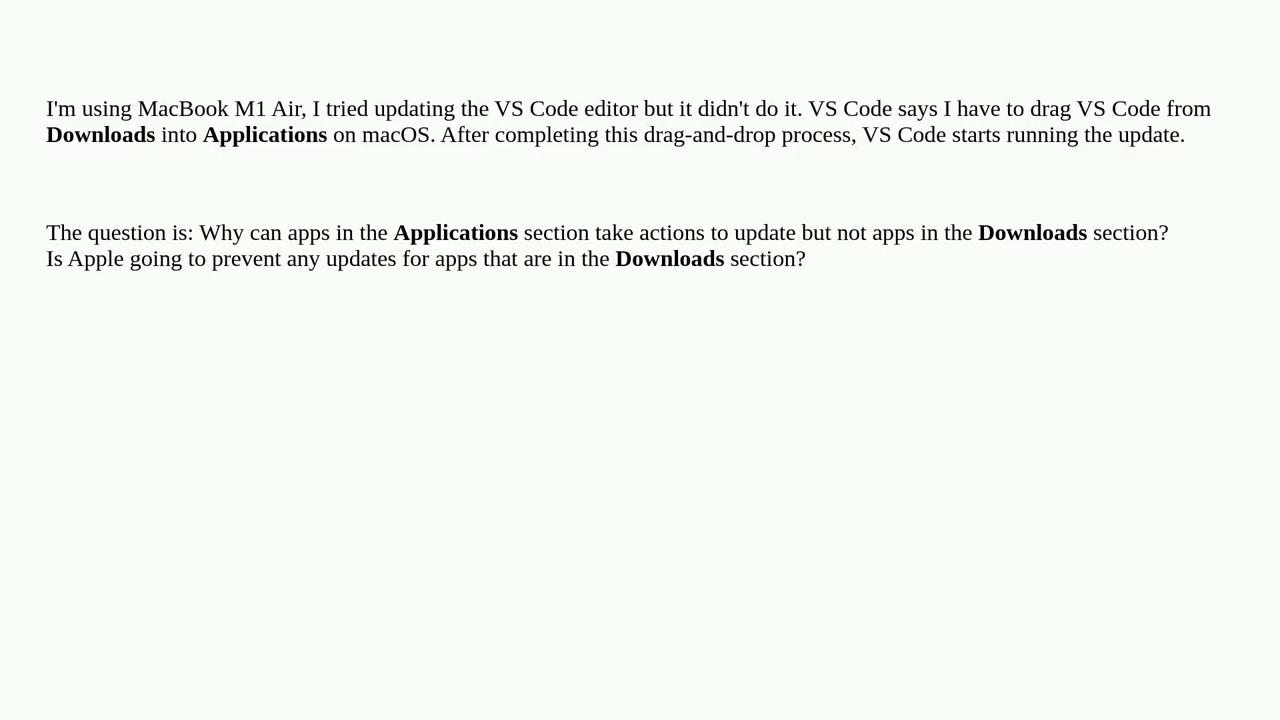 I'm using MacBook M1 Air, I tried updating the VS Code editor but it didn't do it. VS Code says I have to drag VS Code from
Downloads into Applications on macOS. After completing this drag-and-drop process, VS Code starts running the update.
The question is: Why can apps in the Applications section take actions to update but not apps in the Downloads section?
Is Apple going to prevent any updates for apps that are in the Downloads section?